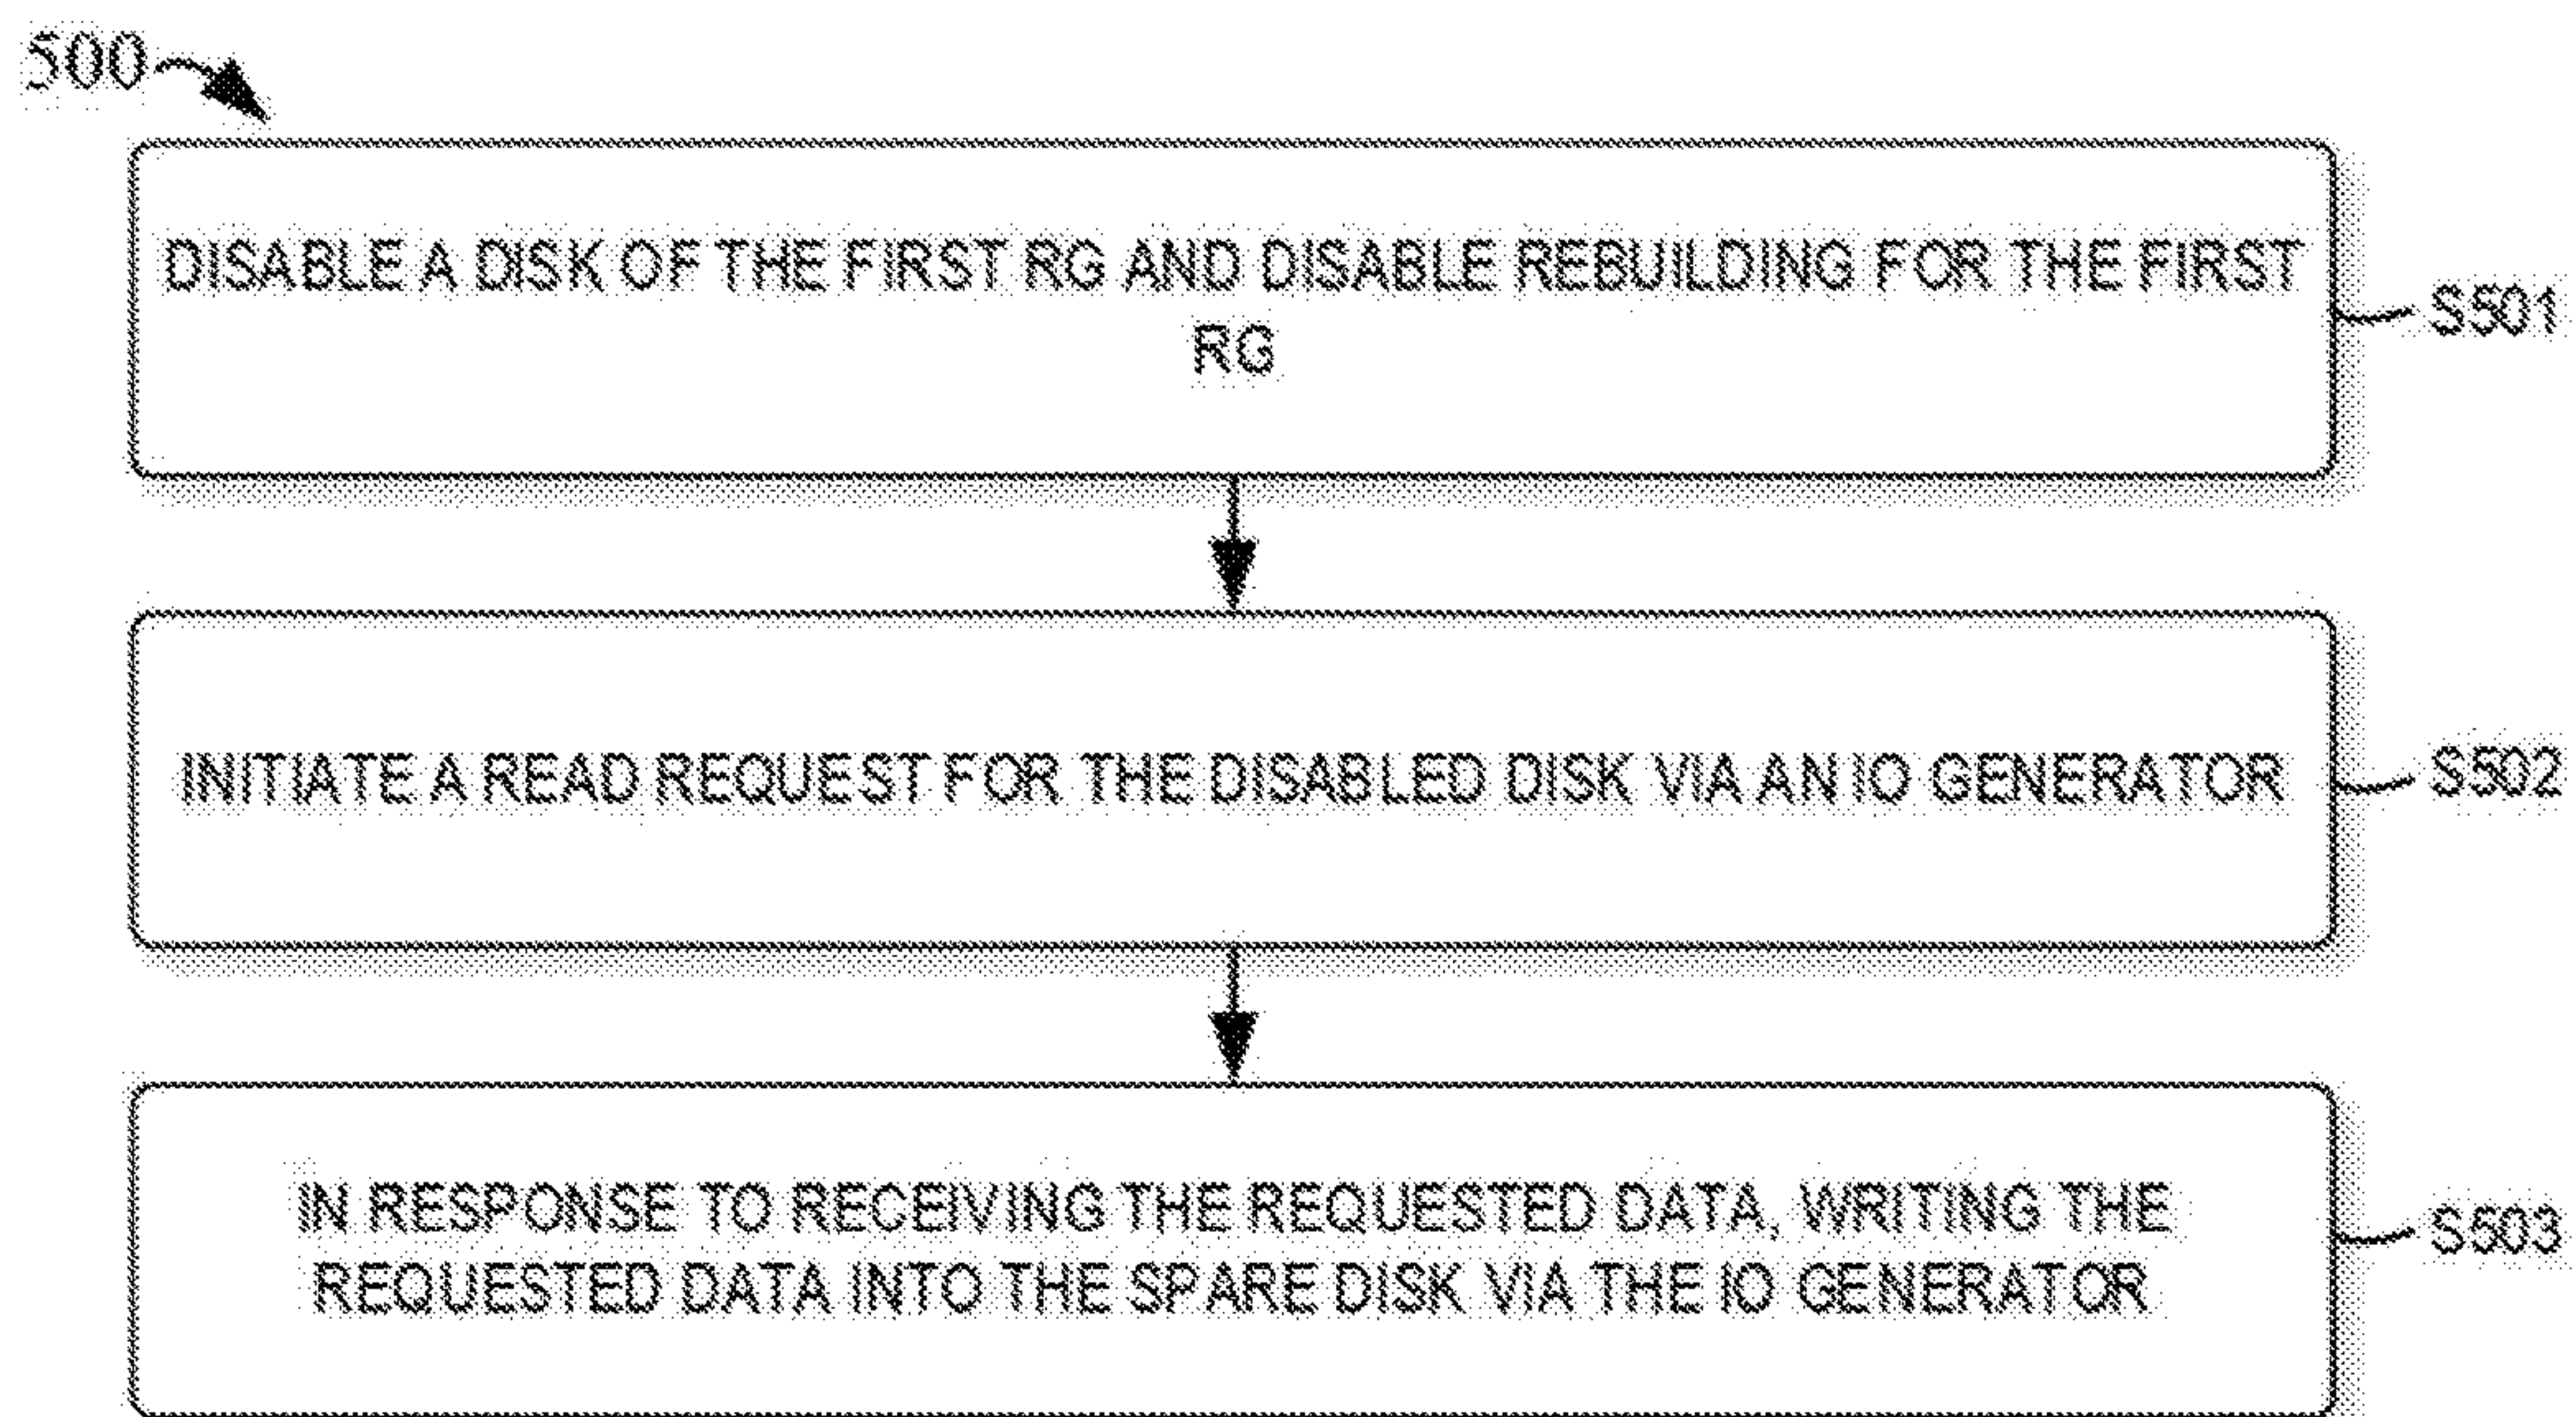 500
DISABLE A DISK OF THE FIRST RG AND DISABLE REBUILDING FOR THE FIRST
RG
S501
INITIATE A READ REQUEST FOR THE DISABLED DISK VIA AN IO GENERATOR
S502
IN RESPONSE TO RECEIVING THE REQUESTED DATA, WRITING THE
REQUESTED DATA INTO THE SPARE DISK VIA THE IO GENERATOR
S503